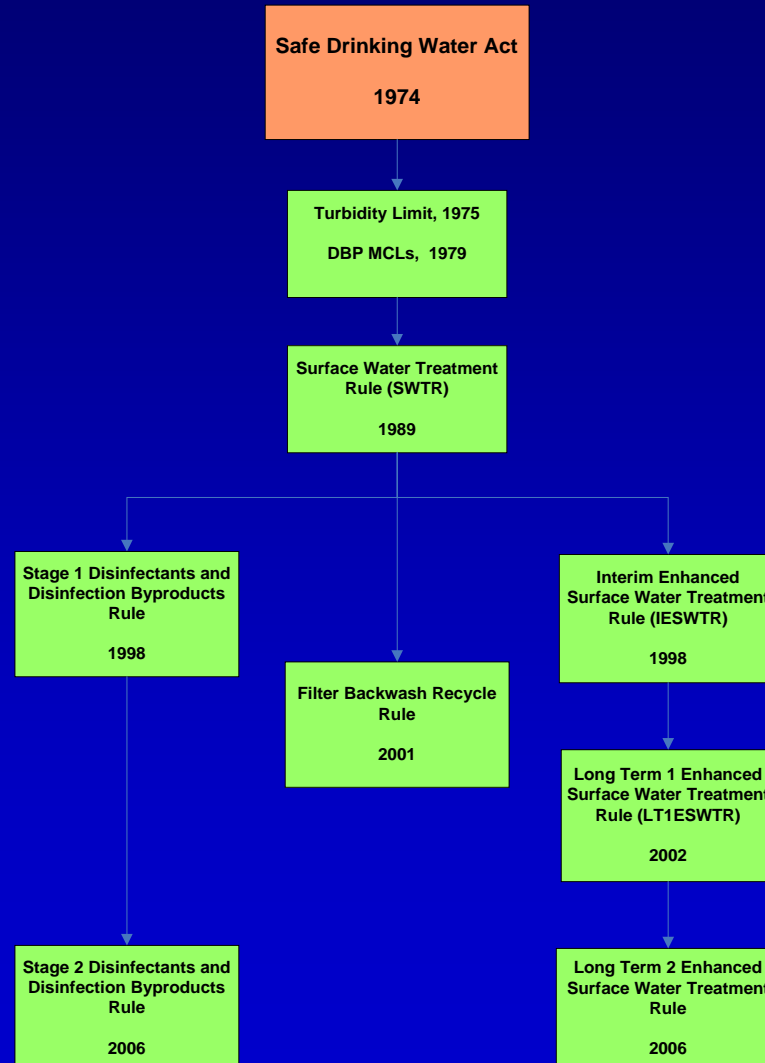 Safe Drinking Water Act
1974
Turbidity Limit, 1975
DBP MCLs, 1979
Surface Water Treatment
Rule (SWTR)
1989
Stage 1 Disinfectants and
Disinfection Byproducts
Rule
1998
Filter Backwash Recycle
Rule
2001
Interim Enhanced
Surface Water Treatment
Rule (IESWTR)
1998
Long Term 1 Enhanced
Surface Water Treatment
Rule (LT1ESWTR)
2002
Stage 2 Disinfectants and
Disinfection Byproducts
Rule
2006
Long Term 2 Enhanced
Surface Water Treatment
Rule
2006